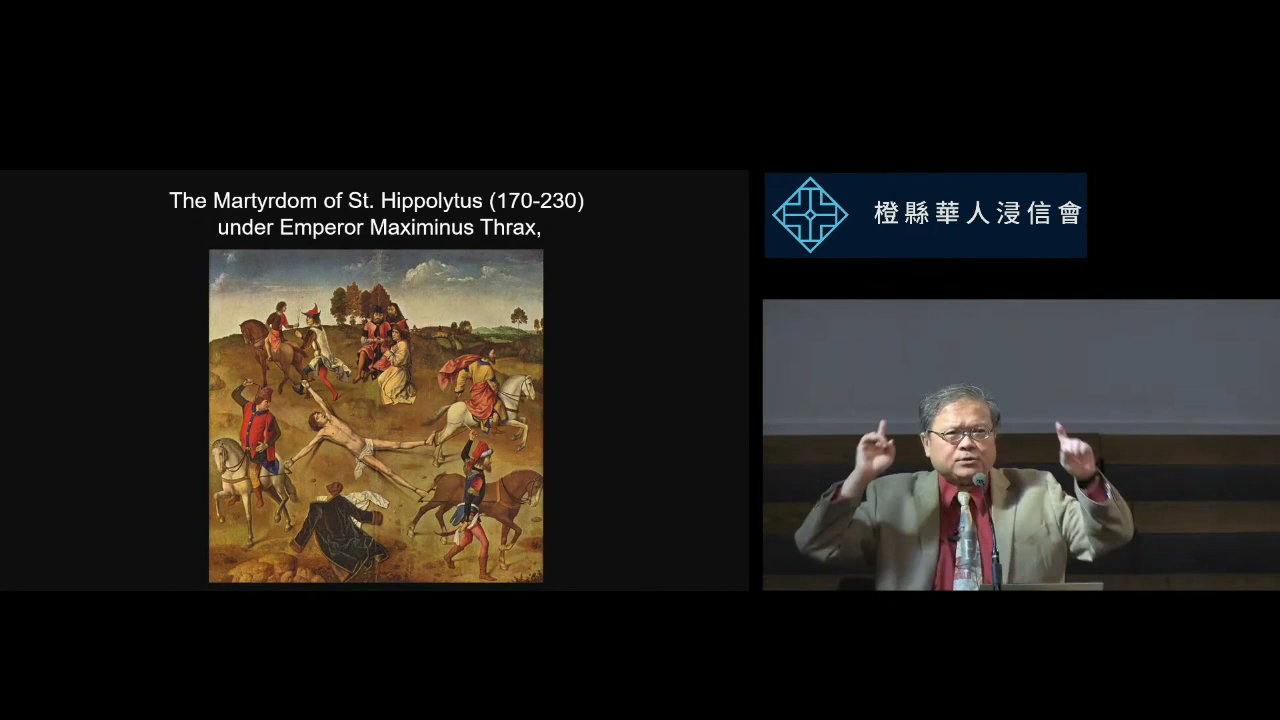 The Martyrdom of St. Hippolytus (170-230)
under Emperor Maximinus Thrax,
橙縣華人浸信會